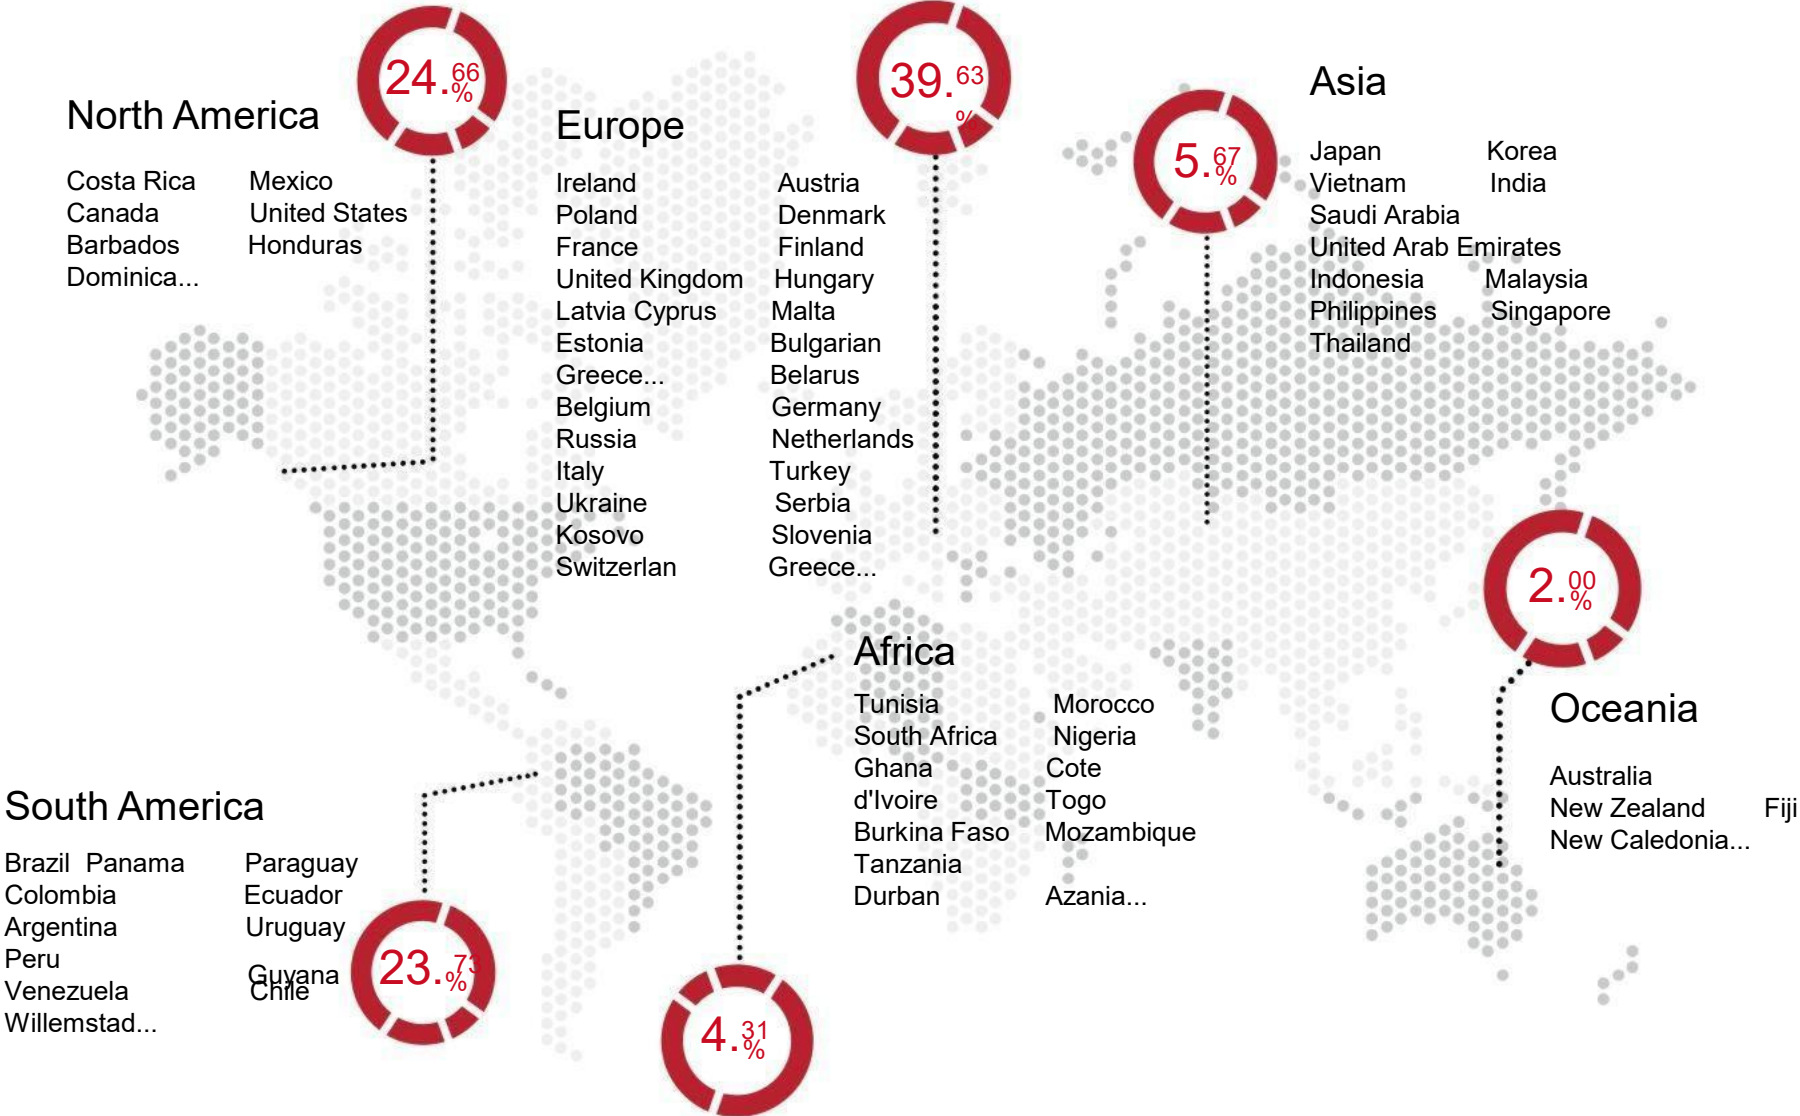 24.66%
North America
Costa Rica Mexico
Canada United States
Barbados Honduras
Dominica...
39.63%
Europe
Ireland Austria
Poland Denmark
France Finland
United Kingdom Hungary
Latvia Cyprus Malta
Estonia Bulgarian
Greece... Belarus
Belgium Germany
Russia Netherlands
Italy Turkey
Ukraine Serbia
Kosovo Slovenia
Switzerlan Greece...
5.67%
Asia
Japan Korea
Vietnam India
Saudi Arabia
United Arab Emirates
Indonesia Malaysia
Philippines Singapore
Thailand
2.00%
Oceania
Australia
New Zealand Fiji
New Caledonia...
Africa
Tunisia Morocco
South Africa Nigeria
Ghana Cote
d'Ivoire Togo
Burkina Faso Mozambique
Tanzania
Durban Azania...
4.31%
South America
Brazil Panama Paraguay
Colombia Ecuador
Argentina Uruguay
Peru Guyana
Venezuela Chile
Willemstad...
23.73%